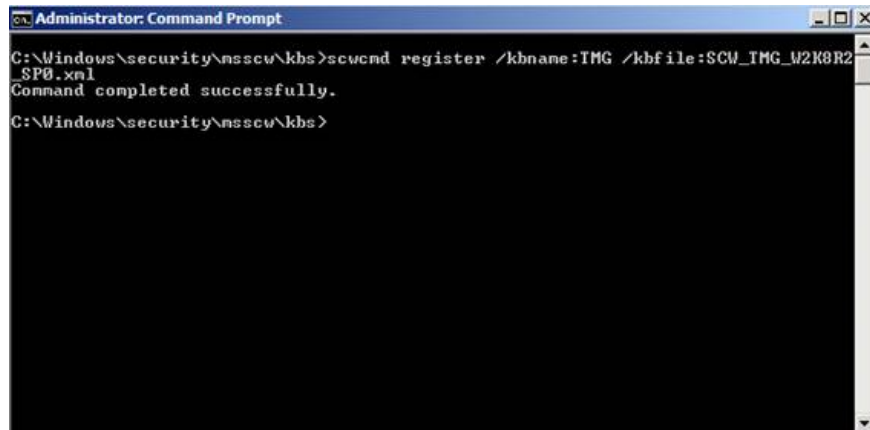 Administrator: Command Prompt
C:\Windows\security\msscw\kbs>scwcmd register /kbname:TMG /kbfile:SCW_TMG_W2K8R2
_SP0.xml
Command completed successfully.
C:\Windows\security\msscw\kbs>